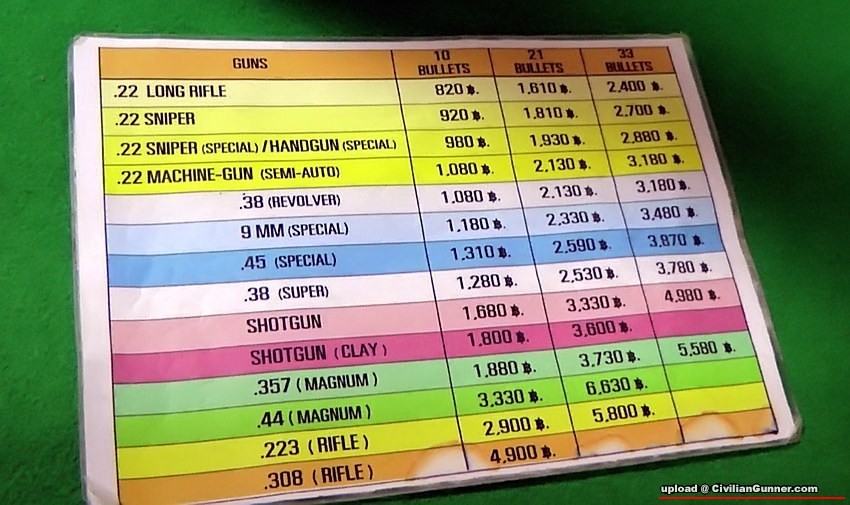 GUNS 10 BULLETS 21 BULLETS 33 BULLETS
.22 LONG RIFLE 820 ฿. 1,610 ฿. 2,400 ฿.
.22 SNIPER 920 ฿. 1,810 ฿. 2,700 ฿.
.22 SNIPER (SPECIAL) / HANDGUN (SPECIAL) 980 ฿. 1,930 ฿. 2,880 ฿.
.22 MACHINE-GUN (SEMI-AUTO) 1,080 ฿. 2,130 ฿. 3,180 ฿.
.38 (REVOLVER) 1,080 ฿. 2,130 ฿. 3,180 ฿.
9 MM (SPECIAL) 1,180 ฿. 2,330 ฿. 3,480 ฿.
.45 (SPECIAL) 1,310 ฿. 2,590 ฿. 3,870 ฿.
.38 (SUPER) 1,280 ฿. 2,530 ฿. 3,780 ฿.
SHOTGUN 1,680 ฿. 3,330 ฿. 4,980 ฿.
SHOTGUN (CLAY) 1,800 ฿. 3,600 ฿.
.357 (MAGNUM) 1,880 ฿. 3,730 ฿. 5,580 ฿.
.44 (MAGNUM) 3,330 ฿. 6,630 ฿.
.223 (RIFLE) 2,900 ฿. 5,800 ฿.
.308 (RIFLE) 4,900 ฿.
upload @ CivilianGunner.com